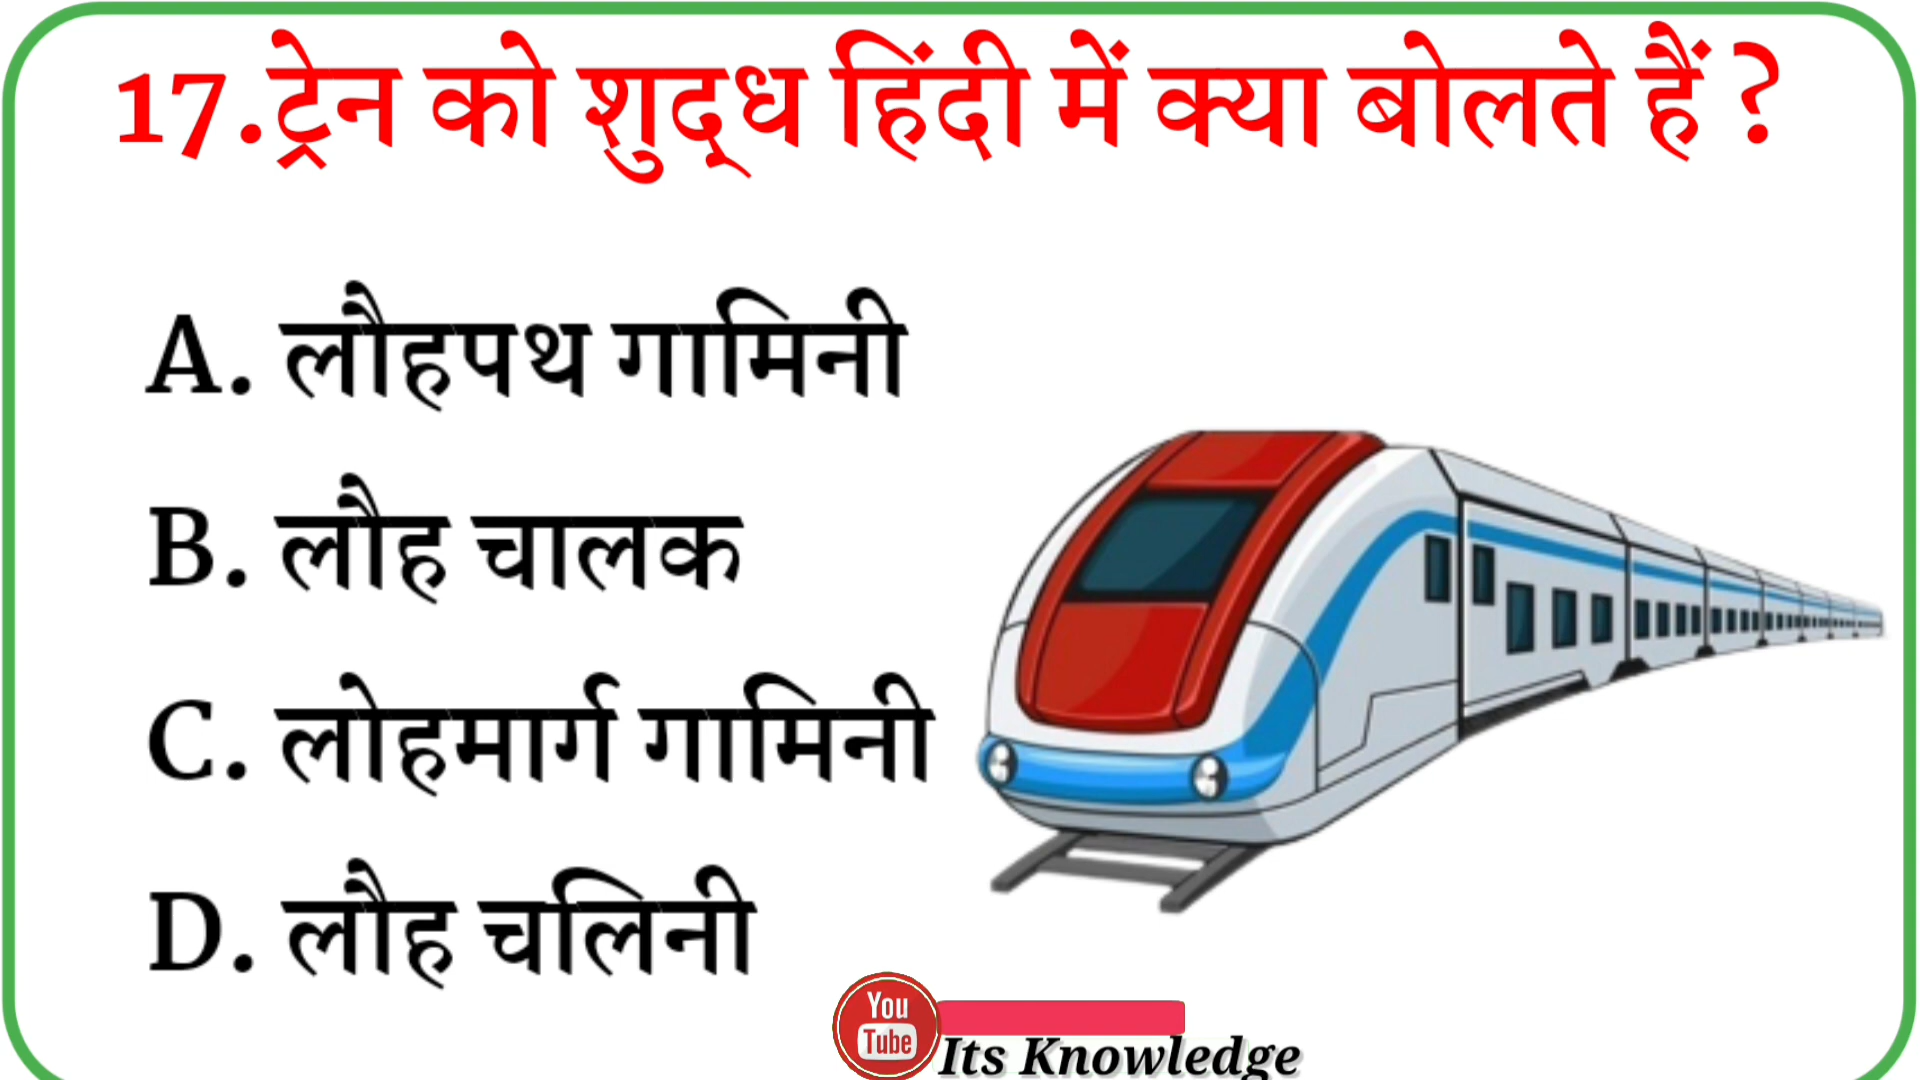 17.ट्रेन को शुद्‌ध हिंदी में क्या बोलते हैं ?
A. लौहपथ गामिनी
B. लौह चालक
C. लोहमार्ग गामिनी
D. लौह चलिनी
You
Tube
Its Knowledge